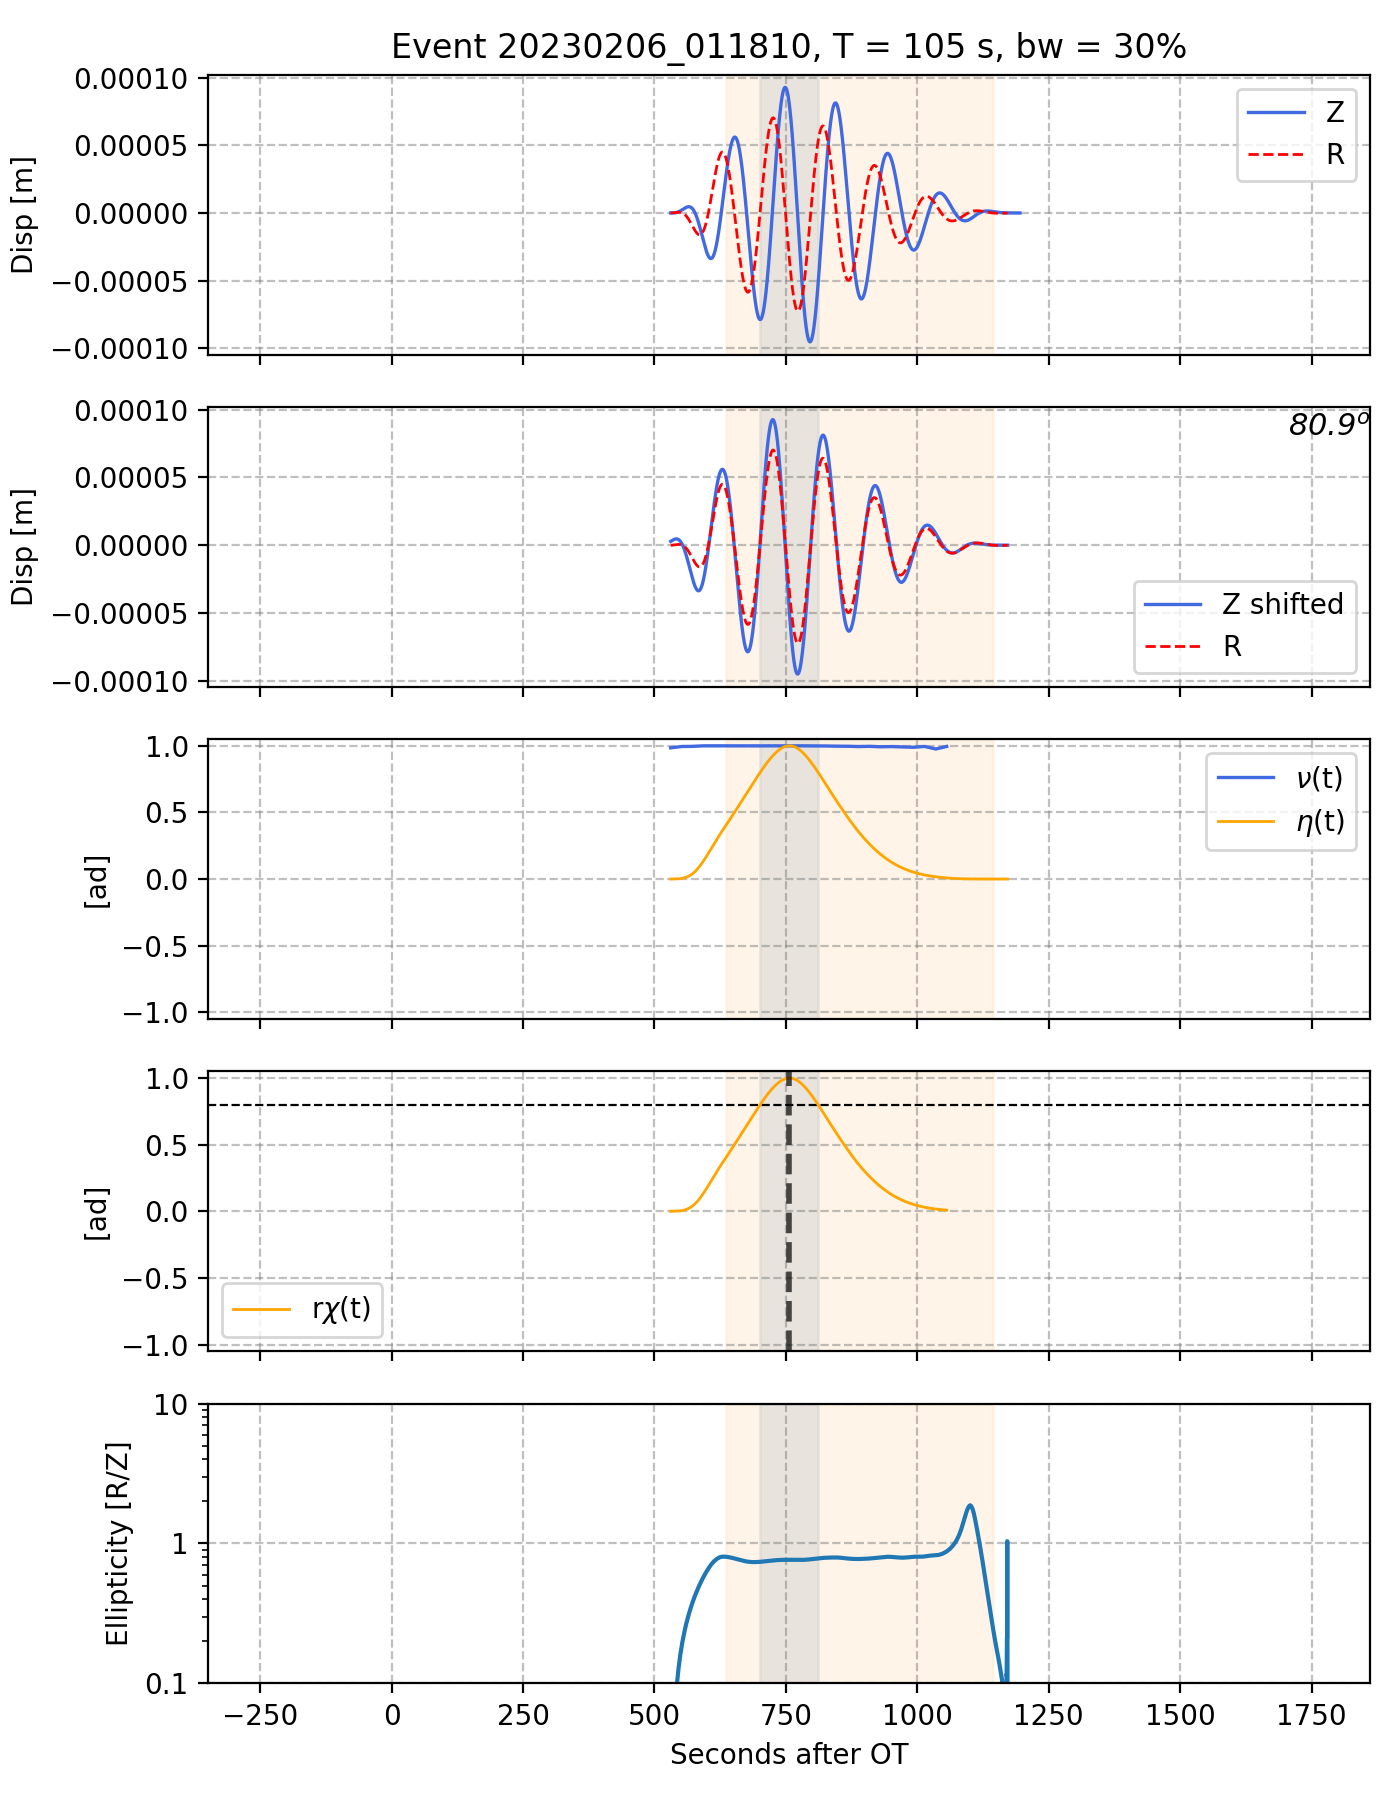 Event 20230206_011810, T = 105 s, bw = 30%
0.00010
0.00005
0.00000
−0.00005
−0.00010
Disp [m]
Z
R
0.00010
0.00005
0.00000
−0.00005
−0.00010
Disp [m]
80.9º
Z shifted
R
1.0
0.5
0.0
−0.5
−1.0
[ad]
ν(t)
η(t)
1.0
0.5
0.0
−0.5
−1.0
[ad]
rχ(t)
10
1
0.1
Ellipticity [R/Z]
−250 0 250 500 750 1000 1250 1500 1750
Seconds after OT